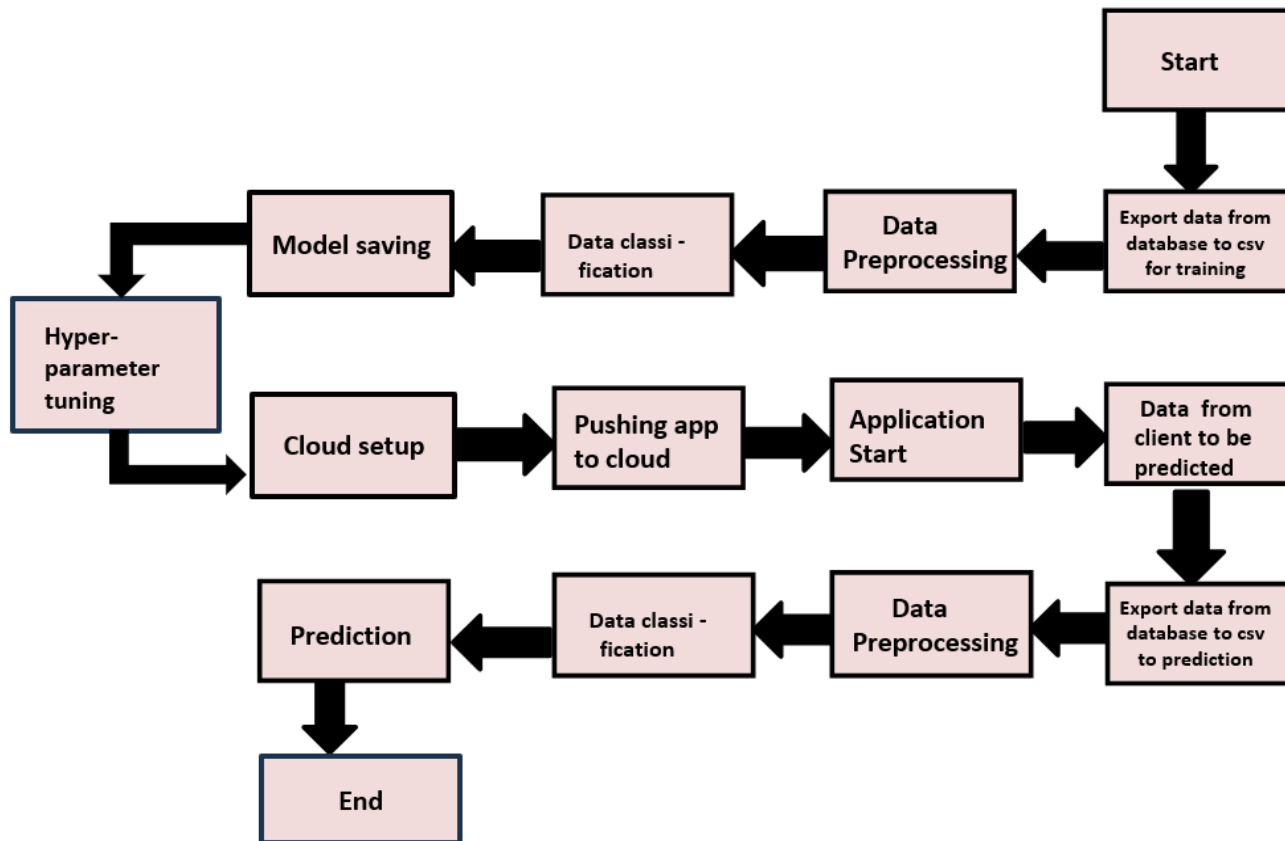 Start
Export data from
database to csv
for training
Data
Preprocessing
Data classi -
fication
Model saving
Hyper-
parameter
tuning
Cloud setup
Pushing app
to cloud
Application
Start
Data from
client to be
predicted
Export data from
database to csv
to prediction
Data
Preprocessing
Data classi -
fication
Prediction
End